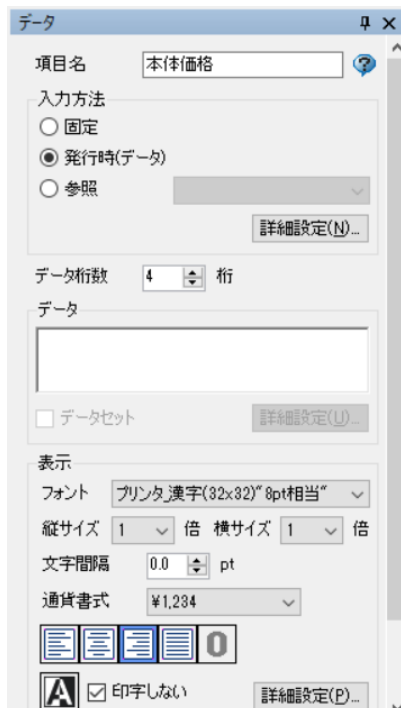 データ
項目名 本体価格
入力方法
固定
発行時(データ)
参照
詳細設定(N)...
データ桁数 4 桁
データ
データセット 詳細設定(U)...
表示
フォント プリンタ漢字(32x32)"8pt相当"
縦サイズ 1 倍 横サイズ 1 倍
文字間隔 0.0 pt
通貨書式 ¥1,234
0
A 印字しない 詳細設定(P)...